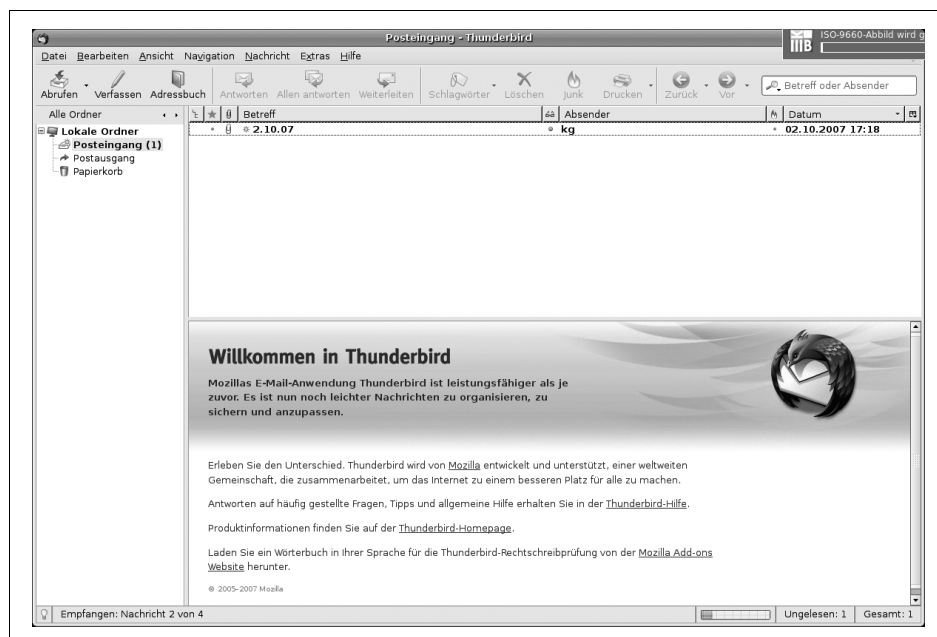 Posteingang - Thunderbird
ISO-9660-Abbild wird g
Datei Bearbeiten Ansicht Navigation Nachricht Extras Hilfe
Abrufen Verfassen Adressbuch Antworten Allen antworten Weiterleiten Schlagwörter Löschen Junk Drucken Zurück Vor Betreff oder Absender
Alle Ordner Betreff Absender Datum
Lokale Ordner
2.10.07 kg 02.10.2007 17:18
Posteingang (1)
Postausgang
Papierkorb
Willkommen in Thunderbird
Mozillas E-Mail-Anwendung Thunderbird ist leistungsfähiger als je
zuvor. Es ist nun noch leichter Nachrichten zu organisieren, zu
sichern und anzupassen.
Erleben Sie den Unterschied. Thunderbird wird von Mozilla entwickelt und unterstützt, einer weltweiten
Gemeinschaft, die zusammenarbeitet, um das Internet zu einem besseren Platz für alle zu machen.
Antworten auf häufig gestellte Fragen, Tipps und allgemeine Hilfe erhalten Sie in der Thunderbird-Hilfe.
Produktinformationen finden Sie auf der Thunderbird-Homepage.
Laden Sie ein Wörterbuch in Ihrer Sprache für die Thunderbird-Rechtschreibprüfung von der Mozilla Add-ons
Website herunter.
© 2005-2007 Mozilla
Empfangen: Nachricht 2 von 4 Ungelesen: 1 Gesamt: 1